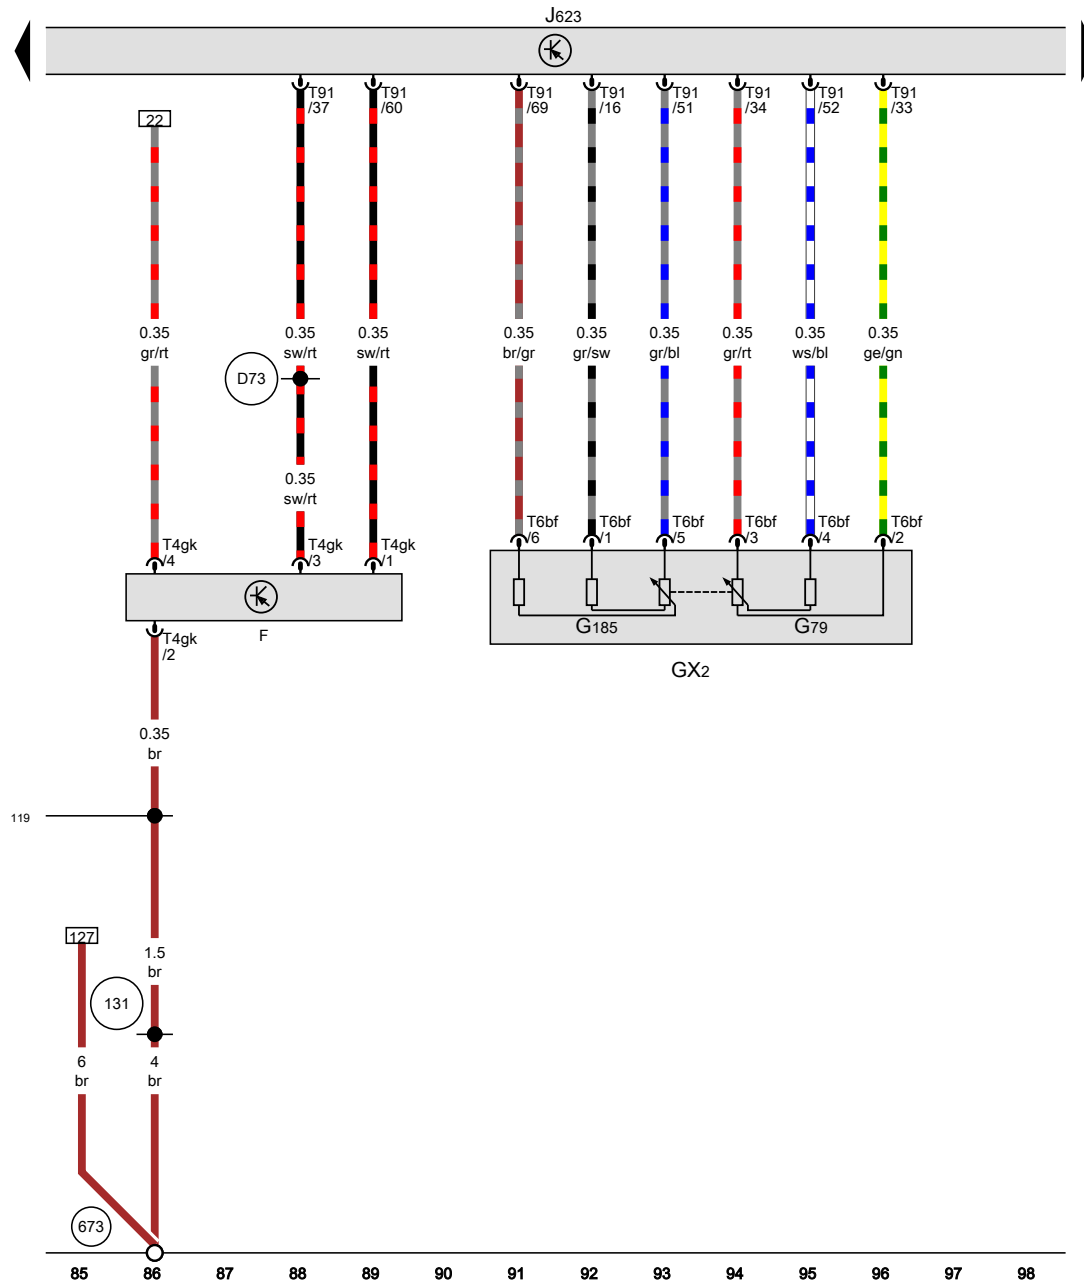 J623
T91 T91 T91 T91 T91 T91 T91 T91
/37 /60 /69 /16 /51 /34 /52 /33
22
0.35 0.35 0.35 0.35 0.35 0.35 0.35 0.35 0.35
gr/rt sw/rt sw/rt br/gr gr/sw gr/bl gr/rt ws/bl ge/gn
D73
0.35
sw/rt
T6bf T6bf T6bf T6bf T6bf T6bf
/6 /1 /5 /3 /4 /2
T4gk T4gk T4gk
/4 /3 /1
G185 G79
F
T4gk
/2
GX2
0.35
br
119
127
1.5
br
131
6 4
br br
673
85 86 87 88 89 90 91 92 93 94 95 96 97 98